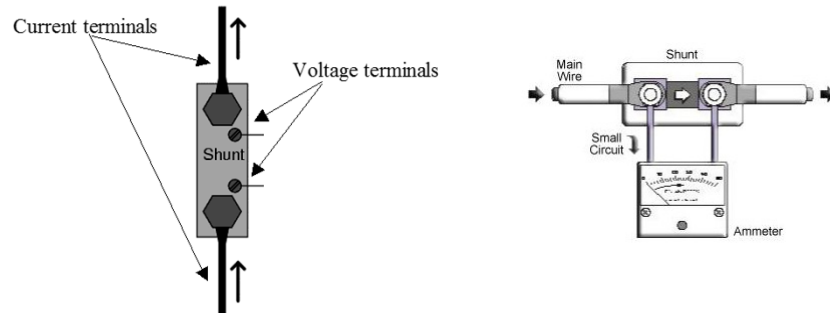 Current terminals
Voltage terminals
Shunt
Shunt
Main
Wire
Small
Circuit
Ammeter